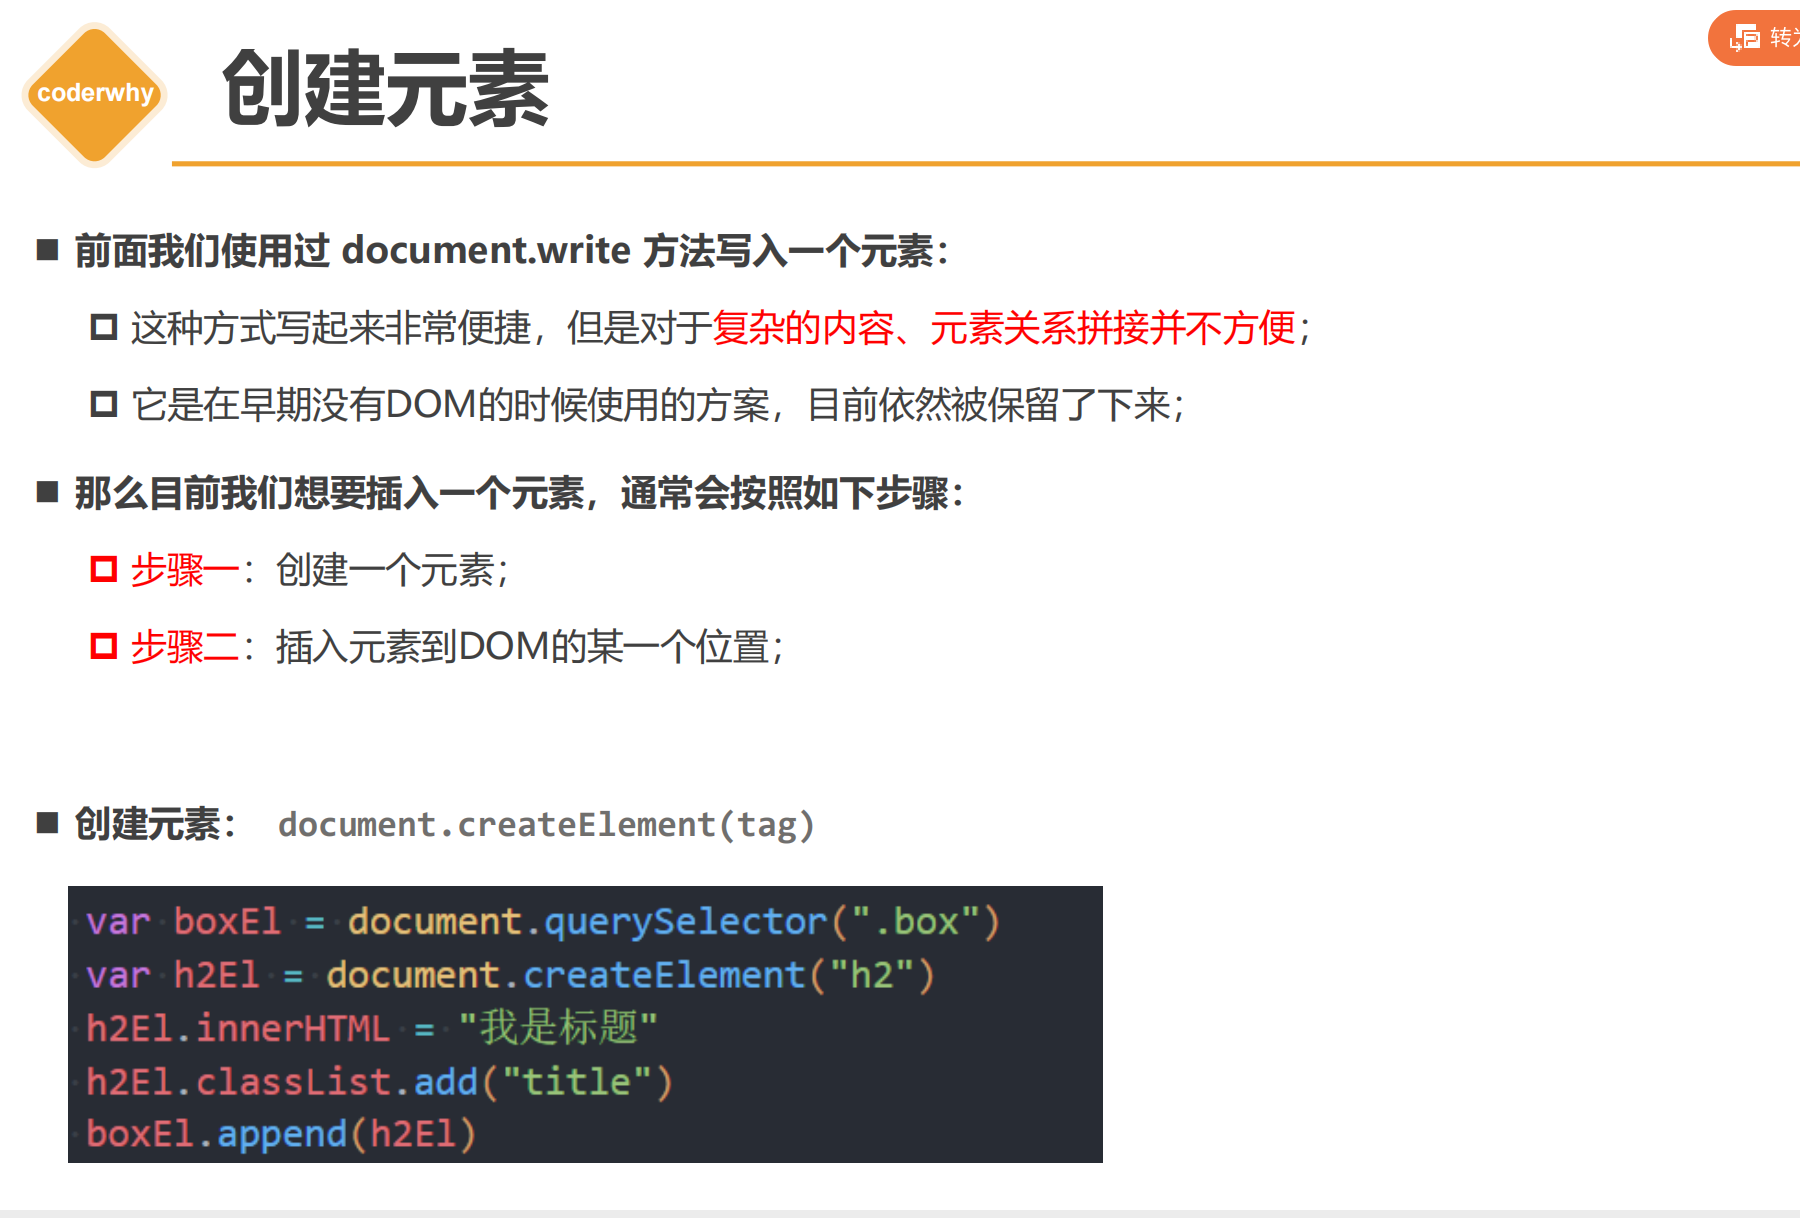 coderwhy
创建元素
转为
前面我们使用过 document.write 方法写入一个元素：
这种方式写起来非常便捷，但是对于复杂的内容、元素关系拼接并不方便；
它是在早期没有DOM的时候使用的方案，目前依然被保留了下来；
那么目前我们想要插入一个元素，通常会按照如下步骤：
步骤一：创建一个元素；
步骤二：插入元素到DOM的某一个位置；
创建元素： document.createElement(tag)
var boxEl = document.querySelector(".box")
var h2El = document.createElement("h2")
h2El.innerHTML = "我是标题"
h2El.classList.add("title")
boxEl.append(h2El)